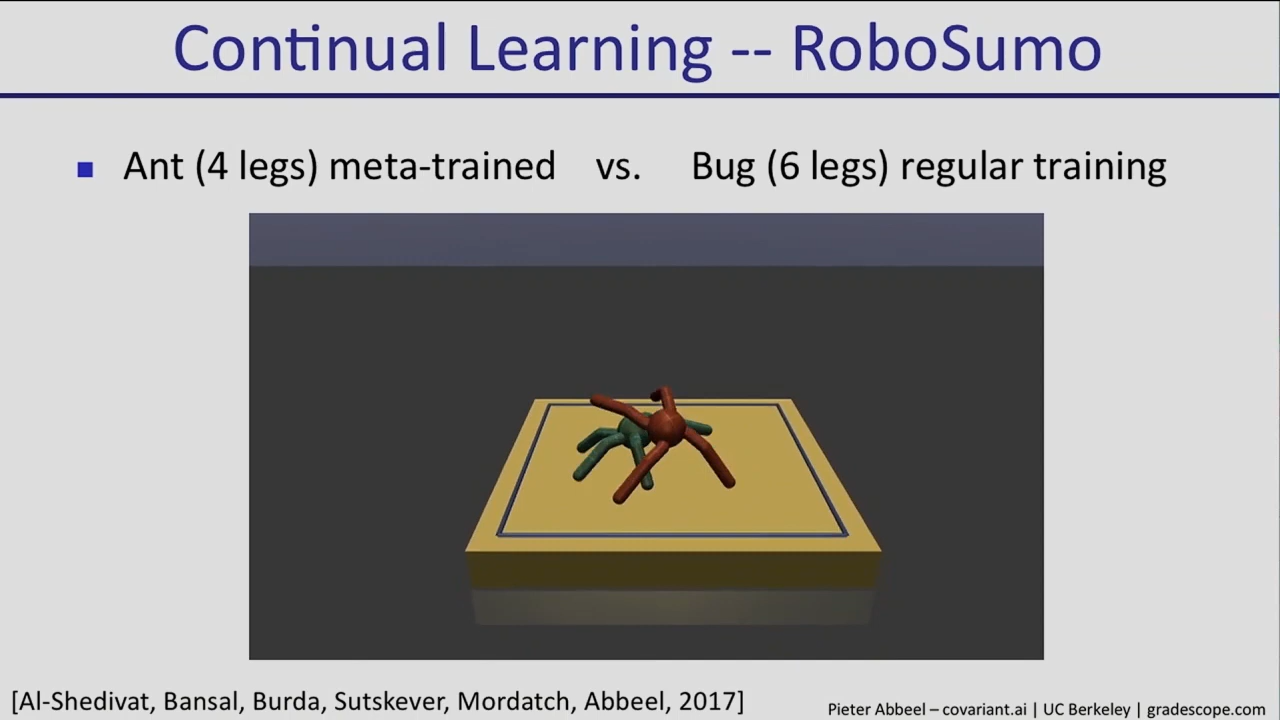 Continual Learning -- RoboSumo
Ant (4 legs) meta-trained vs. Bug (6 legs) regular training
[Al-Shedivat, Bansal, Burda, Sutskever, Mordatch, Abbeel, 2017]
Pieter Abbeel – covariant.ai | UC Berkeley | gradescope.com